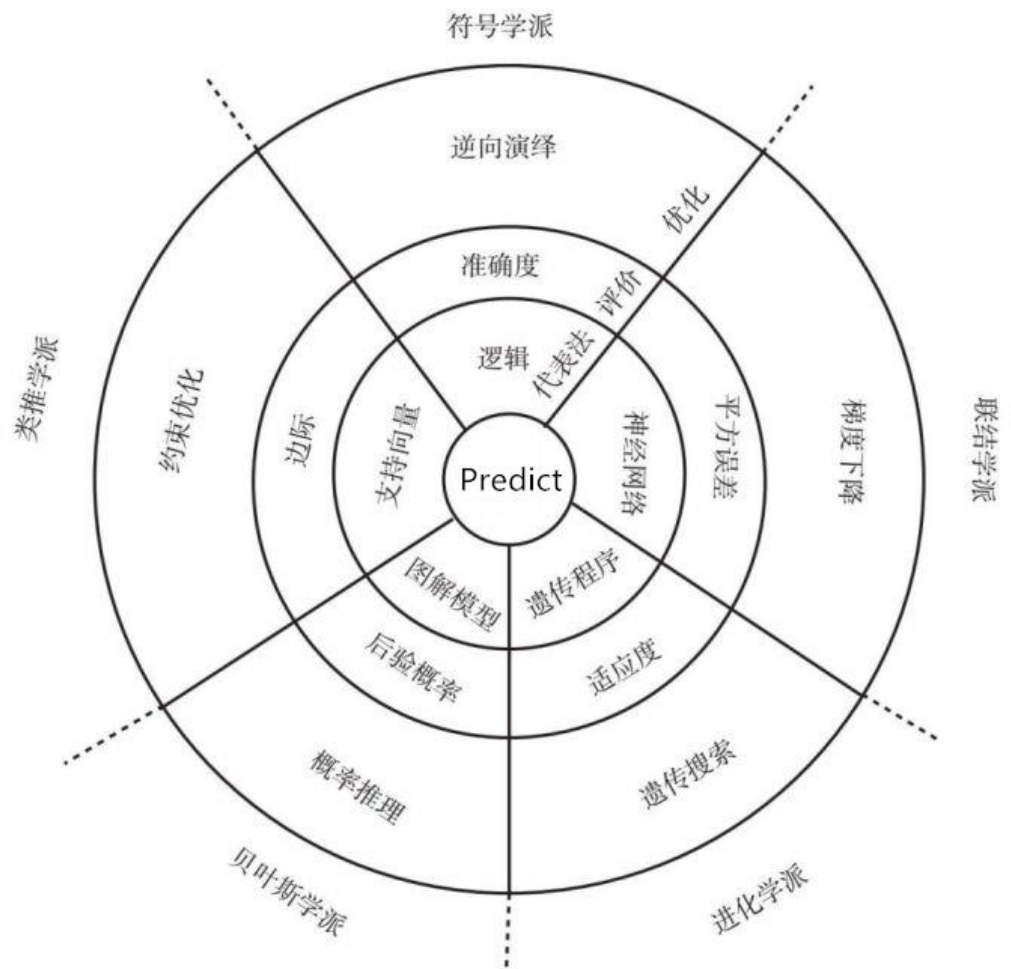 符号学派
逆向演绎
优化
准确度
评价
逻辑
代表法
类推学派
约束优化
边际
支持向量
Predict
神经网络
平方误差
梯度下降
联结学派
图解模型
遗传程序
后验概率
适应度
概率推理
遗传搜索
贝叶斯学派
进化学派